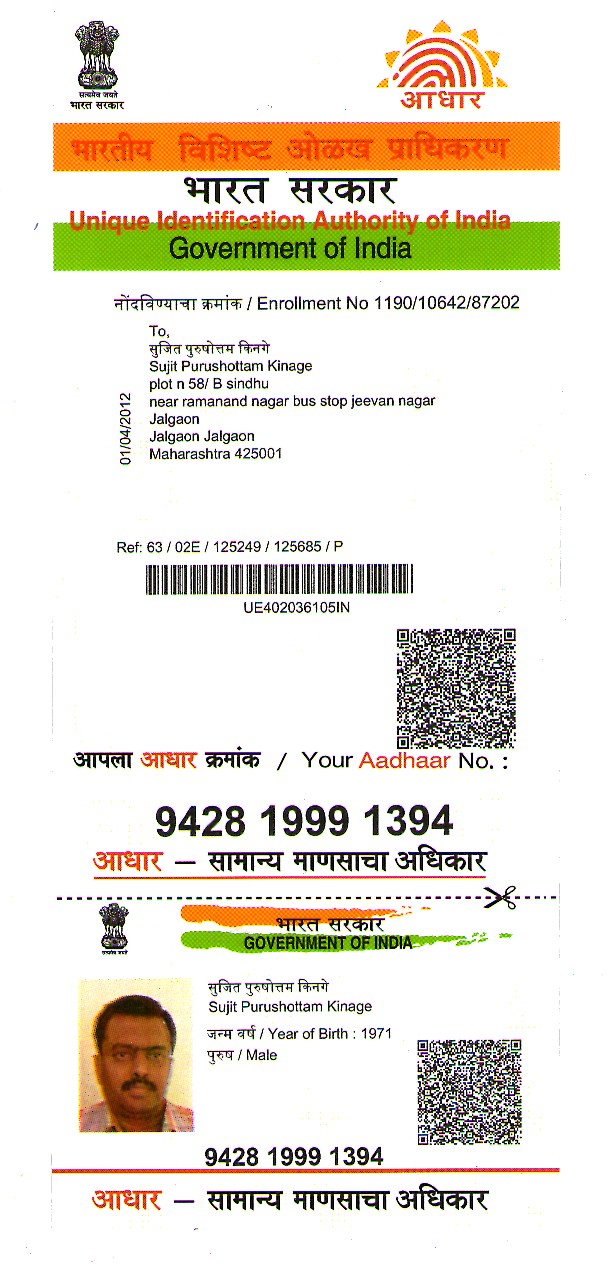 सत्यमेव जयते
भारत सरकार
आधार
भारतीय विशिष्ट ओळख प्राधिकरण
भारत सरकार
Unique Identification Authority of India
Government of India
नोंदविण्याचा क्रमांक / Enrollment No 1190/10642/87202
To,
सुजित पुरुषोत्तम किनगे
Sujit Purushottam Kinage
plot n 58/ B sindhu
near ramanand nagar bus stop jeevan nagar
Jalgaon
Jalgaon Jalgaon
Maharashtra 425001
01/04/2012
Ref: 63 / 02E / 125249 / 125685 / P
UE402036105IN
आपला आधार क्रमांक / Your Aadhaar No. :
9428 1999 1394
आधार — सामान्य माणसाचा अधिकार
सत्यमेव जयते
भारत सरकार
GOVERNMENT OF INDIA
सुजित पुरुषोत्तम किनगे
Sujit Purushottam Kinage
जन्म वर्ष / Year of Birth : 1971
पुरुष / Male
9428 1999 1394
आधार — सामान्य माणसाचा अधिकार